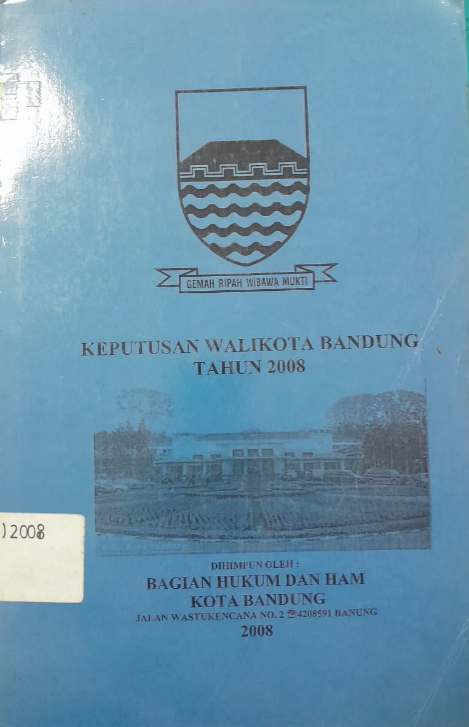 GEMAH RIPAH WIBAWA MUKTI
KEPUTUSAN WALIKOTA BANDUNG
TAHUN 2008
) 2008
DIHIMPUN OLEH :
BAGIAN HUKUM DAN HAM
KOTA BANDUNG
JALAN WASTUKENCANA NO. 2 ☎4208591 BANUNG
2008